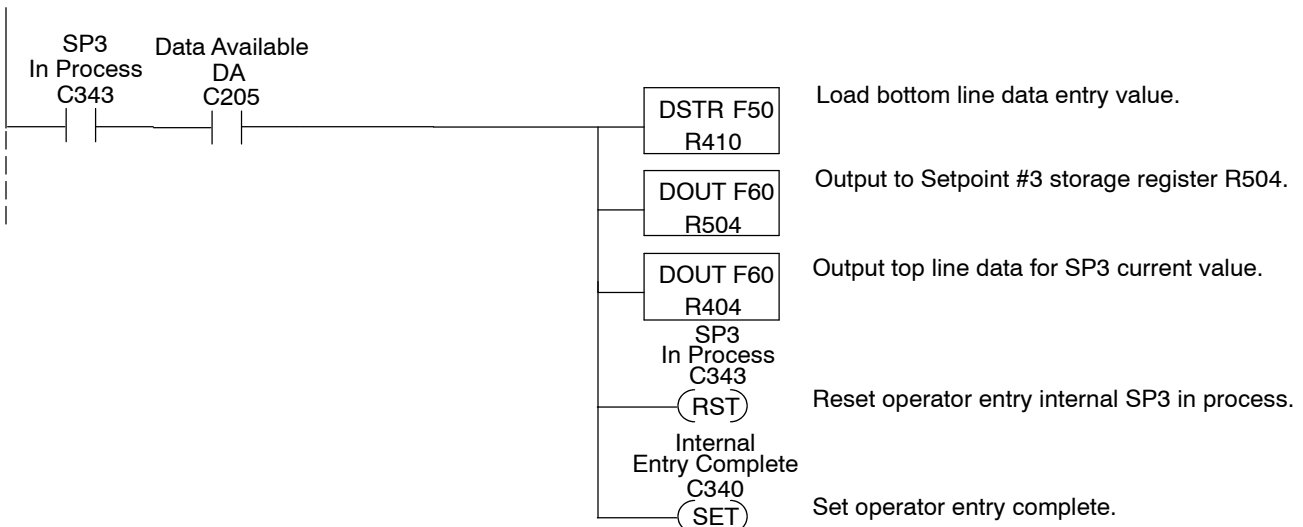 SP3
In Process
C343
Data Available
DA
C205
DSTR F50
R410
Load bottom line data entry value.
DOUT F60
R504
Output to Setpoint #3 storage register R504.
DOUT F60
R404
Output top line data for SP3 current value.
SP3
In Process
C343
RST
Reset operator entry internal SP3 in process.
Internal
Entry Complete
C340
SET
Set operator entry complete.